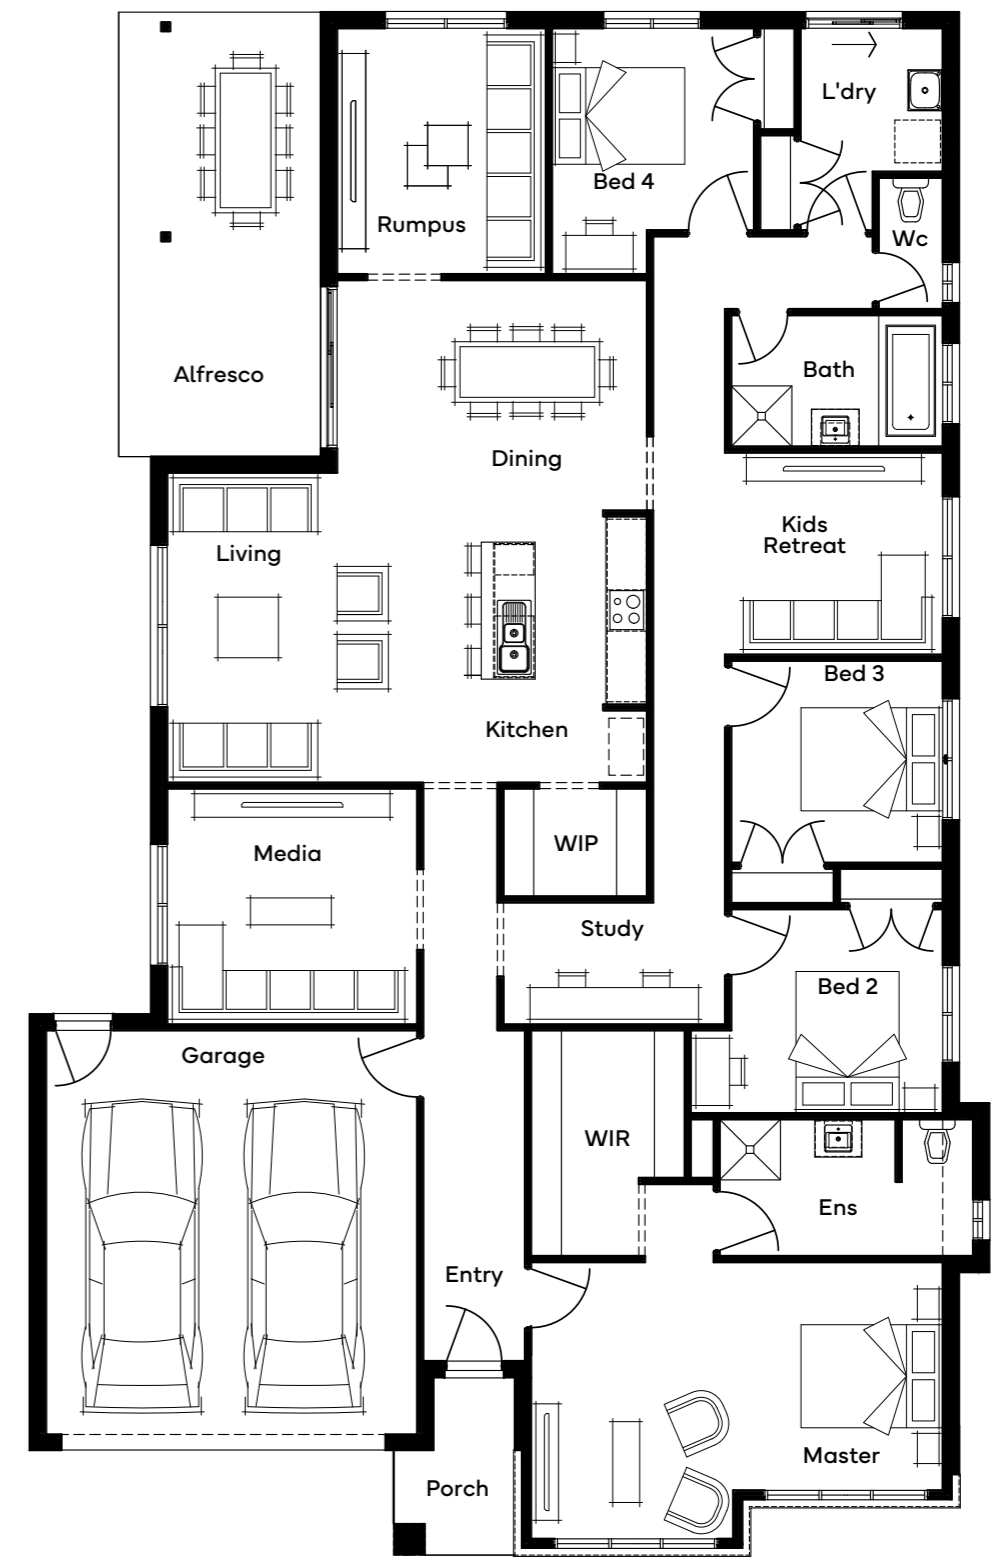 L'dry
Bed 4
Rumpus
Wc
Alfresco
Bath
Dining
Kids
Retreat
Living
Bed 3
Kitchen
WIP
Media
Study
Bed 2
Garage
WIR
Ens
Entry
Master
Porch